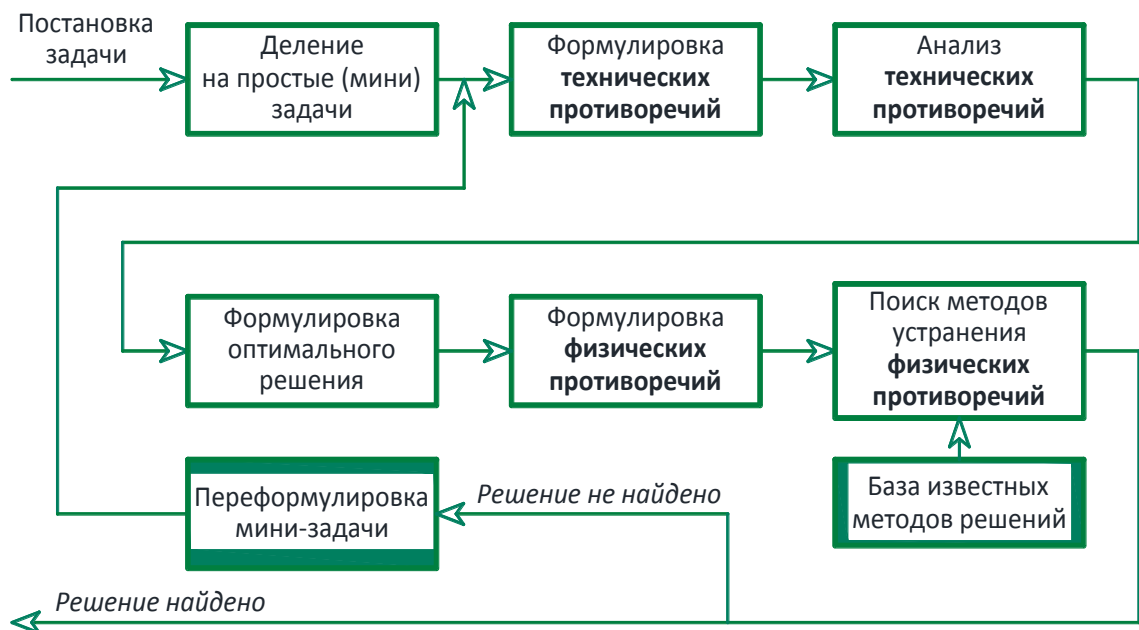 Постановка
задачи
Деление
на простые (мини)
задачи
Формулировка
технических
противоречий
Анализ
технических
противоречий
Формулировка
оптимального
решения
Формулировка
физических
противоречий
Поиск методов
устранения
физических
противоречий
Переформулировка
мини-задачи
Решение не найдено
База известных
методов решений
Решение найдено